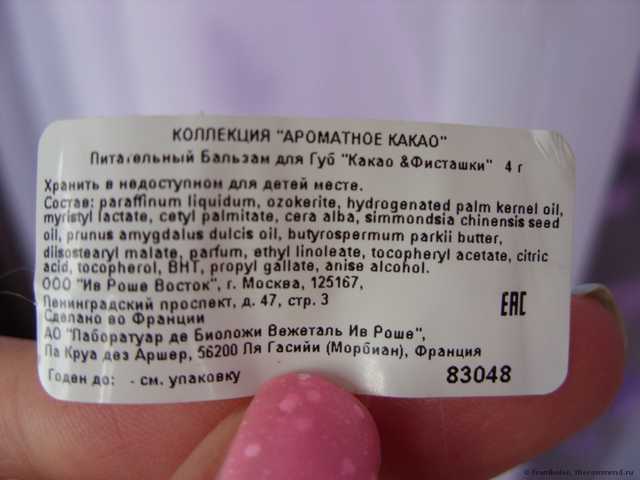 КОЛЛЕКЦИЯ "АРОМАТНОЕ КАКАО"
Питательный Бальзам для Губ "Какао &Фисташки" 4 г
Хранить в недоступном для детей месте.
Состав: paraffinum liquidum, ozokerite, hydrogenated palm kernel oil,
myristyl lactate, cetyl palmitate, cera alba, simmondsia chinensis seed
oil, prunus amygdalus dulcis oil, butyrospermum parkii butter,
diisostearyl malate, parfum, ethyl linoleate, tocopheryl acetate, citric
acid, tocopherol, BHT, propyl gallate, anise alcohol.
ООО "Ив Роше Восток", г. Москва, 125167,
Ленинградский проспект, д. 47, стр. 3
EAC
Сделано во Франции
АО "Лаборатуар де Биоложи Вежеталь Ив Роше",
Ла Круа дез Аршер, 56200 Ля Гасийи (Морбиан), Франция
Годен до: - см. упаковку 83048
© frambuise, therecommend.ru